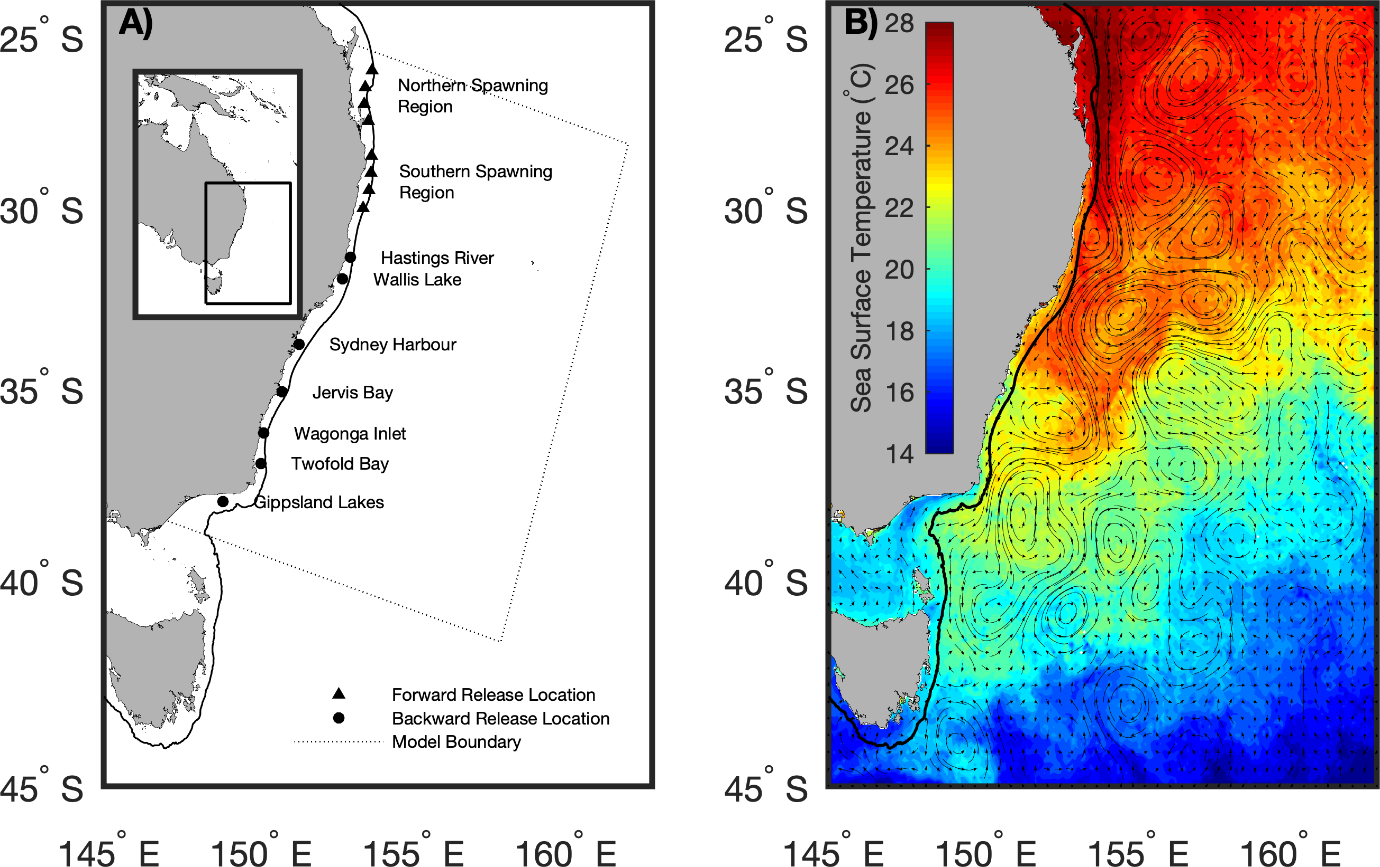 A)
25° S
30° S
35° S
40° S
45° S
145° E
150° E
155° E
160° E
Northern Spawning
Region
Southern Spawning
Region
Hastings River
Wallis Lake
Sydney Harbour
Jervis Bay
Wagonga Inlet
Twofold Bay
Gippsland Lakes
Forward Release Location
Backward Release Location
Model Boundary
B)
25° S
30° S
35° S
40° S
45° S
145° E
150° E
155° E
160° E
Sea Surface Temperature (°C)
28
26
24
22
20
18
16
14